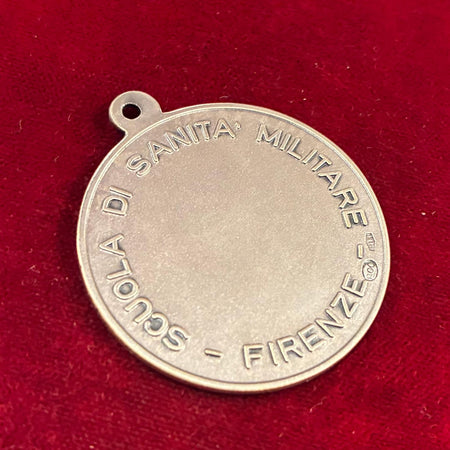 SCUOLA DI SANITA' MILITARE - FIRENZE -